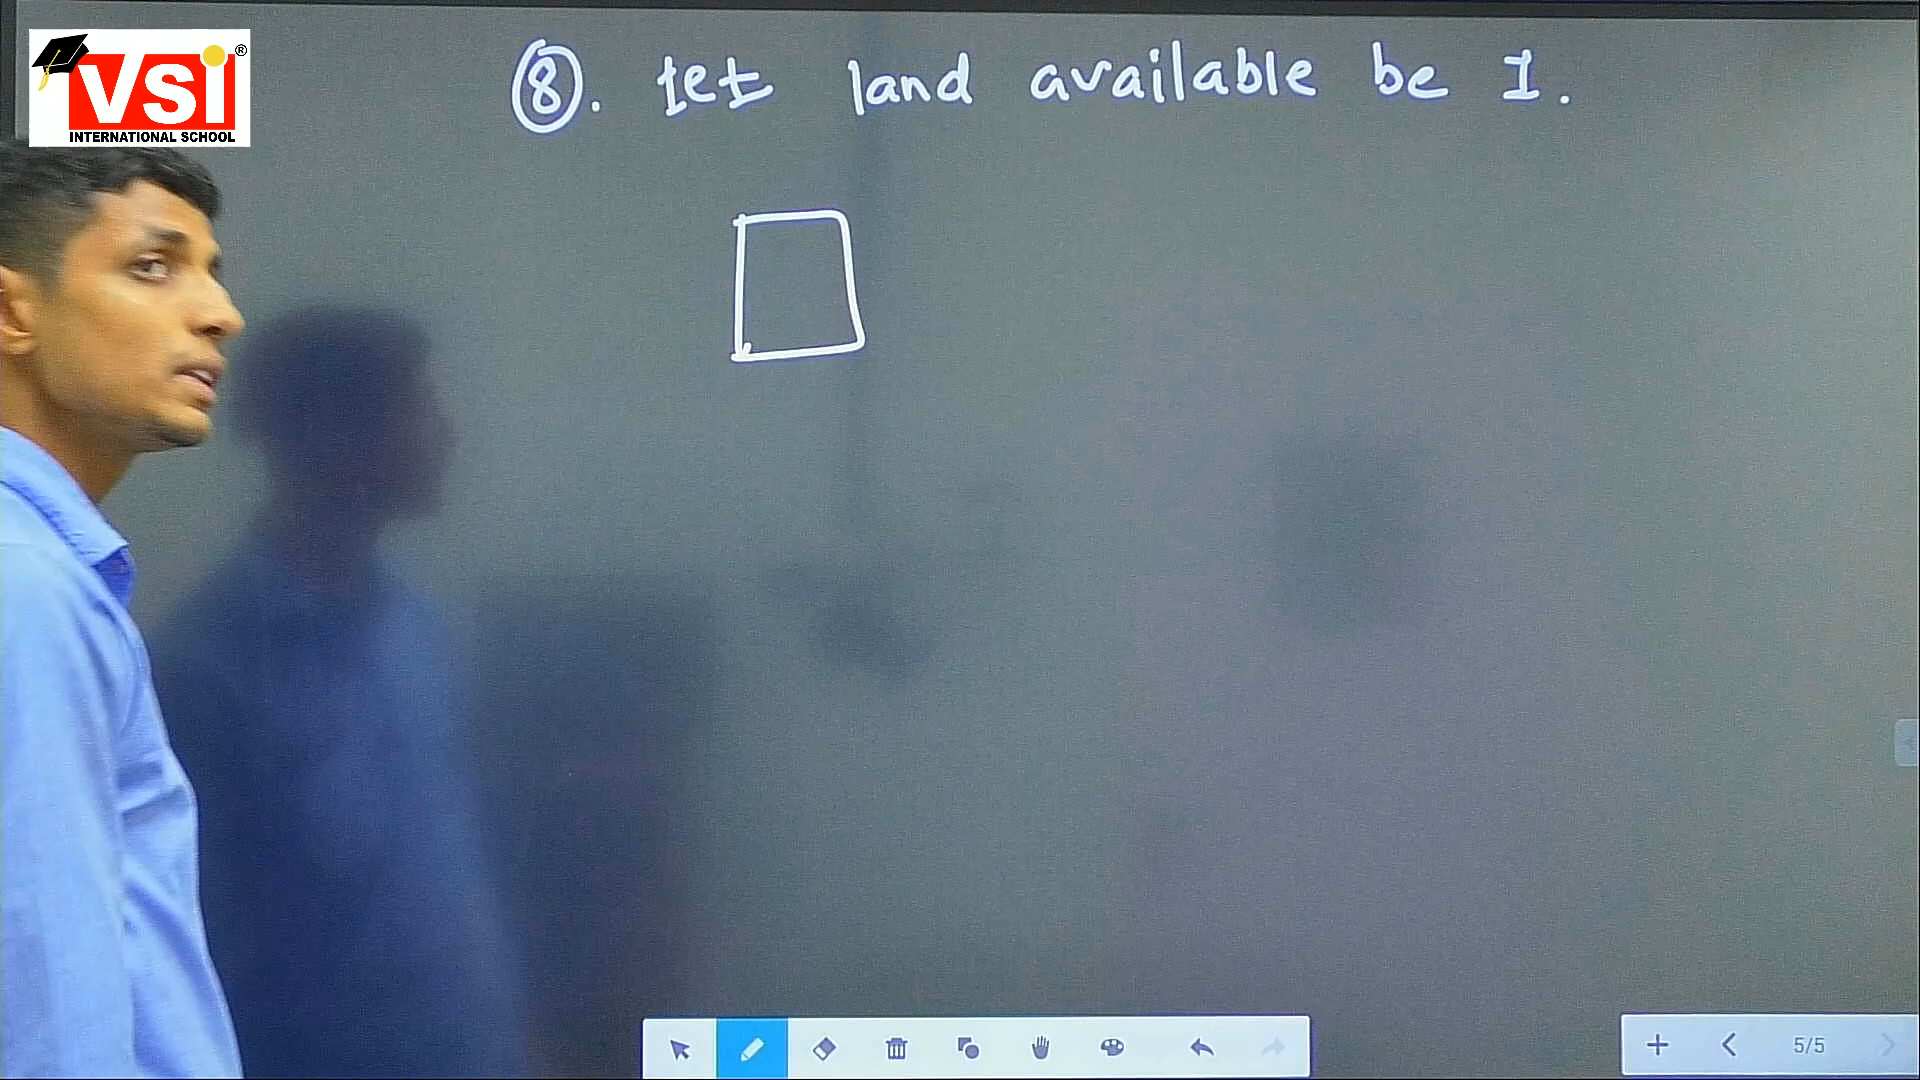 VSI ®
INTERNATIONAL SCHOOL
8. let land available be 1.
5/5